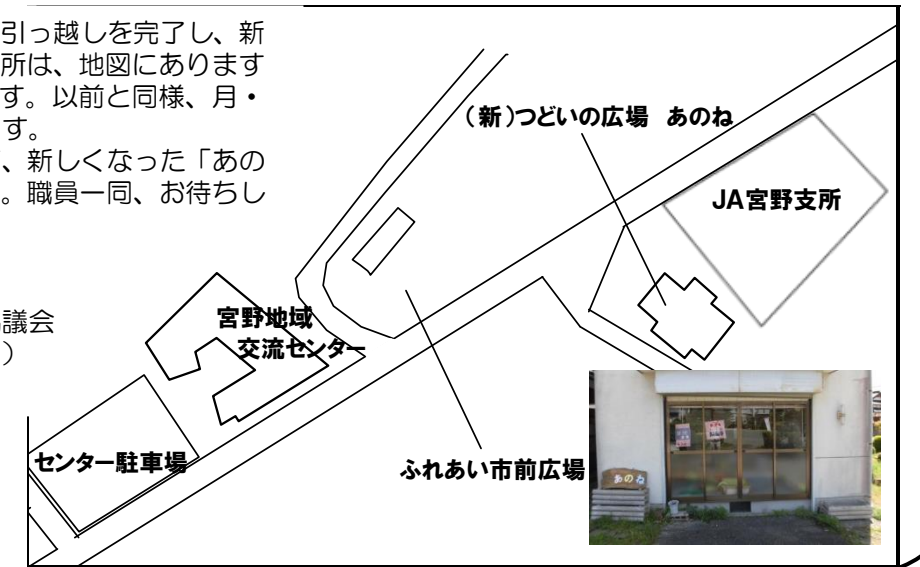 引っ越しを完了し、新
所は、地図にあります
す。以前と同様、月・
す。
、新しくなった「あの
。職員一同、お待ちし
議会
）
（新）つどいの広場　あのね
JA宮野支所
宮野地域
交流センター
センター駐車場
ふれあい市前広場
あのね